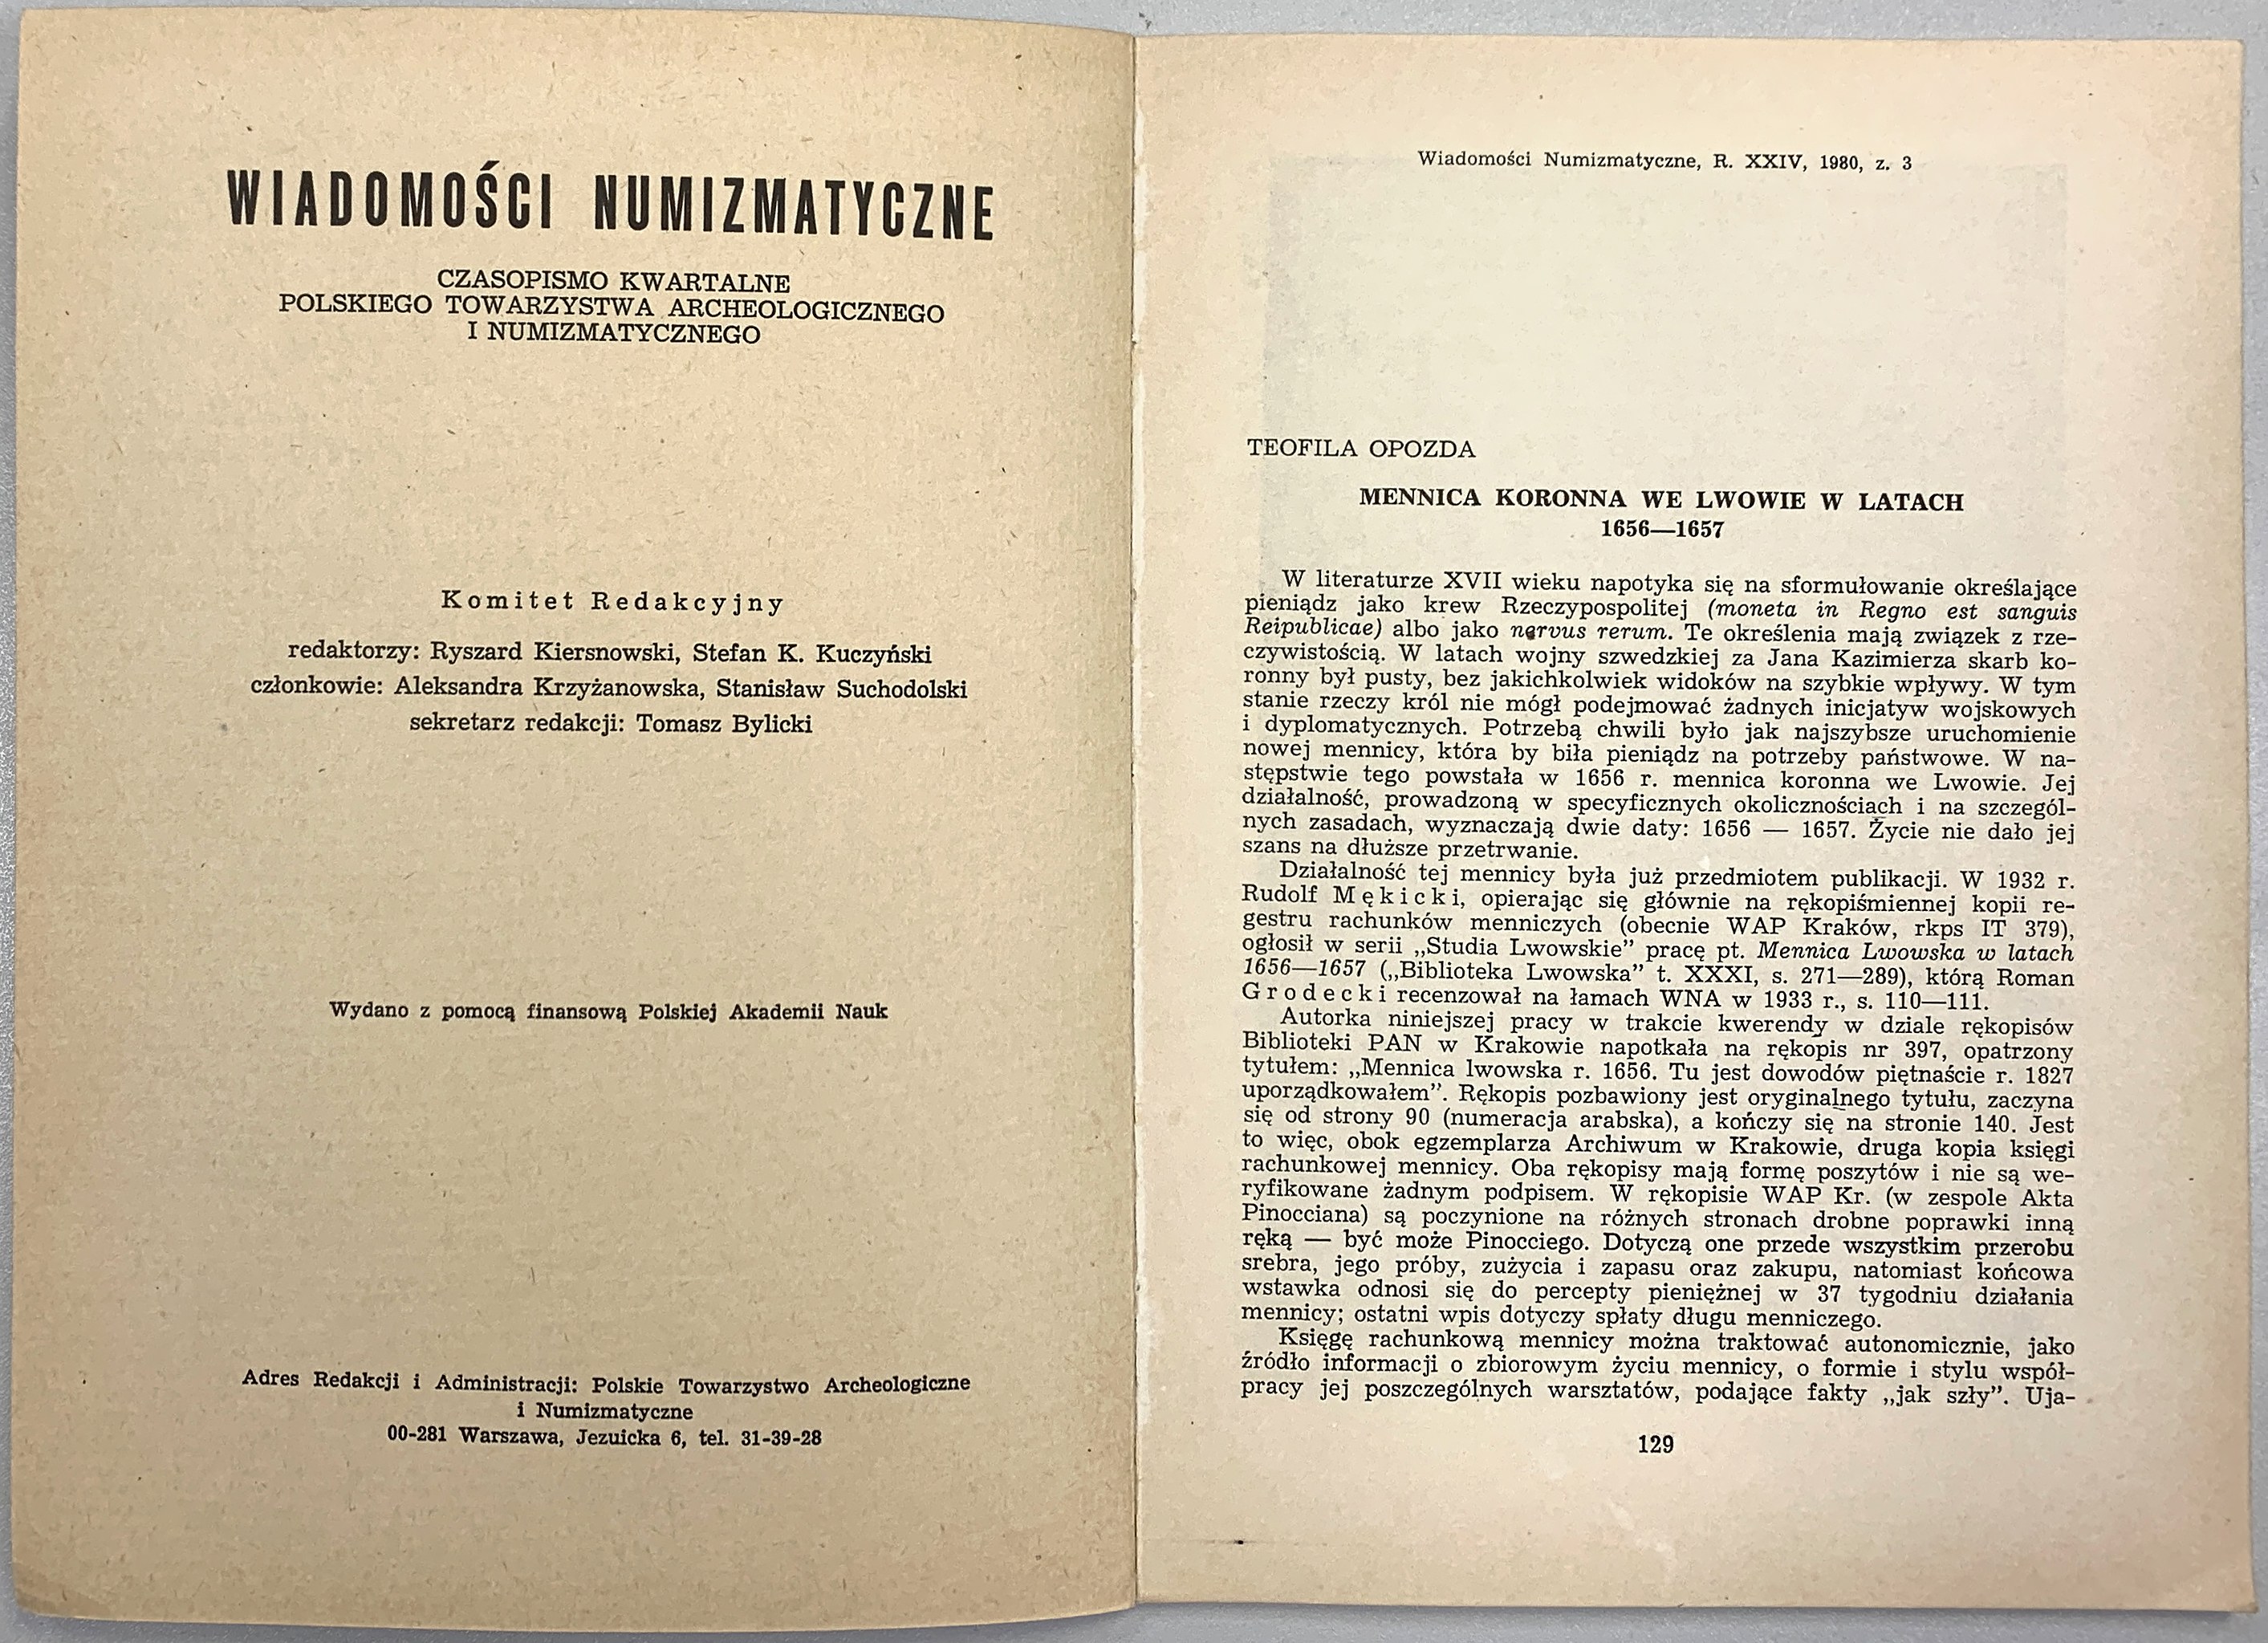 WIADOMOŚCI NUMIZMATYCZNE
CZASOPISMO KWARTALNE
POLSKIEGO TOWARZYSTWA ARCHEOLOGICZNEGO
I NUMIZMATYCZNEGO
Komitet Redakcyjny
redaktorzy: Ryszard Kiersnowski, Stefan K. Kuczyński
członkowie: Aleksandra Krzyżanowska, Stanisław Suchodolski
sekretarz redakcji: Tomasz Bylicki
Wydano z pomocą finansową Polskiej Akademii Nauk
Adres Redakcji i Administracji: Polskie Towarzystwo Archeologiczne
i Numizmatyczne
00-281 Warszawa, Jezuicka 6, tel. 31-39-28
Wiadomości Numizmatyczne, R. XXIV, 1980, z. 3
TEOFILA OPOZDA
MENNICA KORONNA WE LWOWIE W LATACH
1656—1657
W literaturze XVII wieku napotyka się na sformułowanie określające
pieniądz jako krew Rzeczypospolitej (moneta in Regno est sanguis
Reipublicae) albo jako nervus rerum. Te określenia mają związek z rze-
czywistością. W latach wojny szwedzkiej za Jana Kazimierza skarb ko-
ronny był pusty, bez jakichkolwiek widoków na szybkie wpływy. W tym
stanie rzeczy król nie mógł podejmować żadnych inicjatyw wojskowych
i dyplomatycznych. Potrzebą chwili było jak najszybsze uruchomienie
nowej mennicy, która by biła pieniądz na potrzeby państwowe. W na-
stępstwie tego powstała w 1656 r. mennica koronna we Lwowie. Jej
działalność, prowadzoną w specyficznych okolicznościach i na szczegól-
nych zasadach, wyznaczają dwie daty: 1656 — 1657. Życie nie dało jej
szans na dłuższe przetrwanie.
Działalność tej mennicy była już przedmiotem publikacji. W 1932 r.
Rudolf Mękicki, opierając się głównie na rękopiśmiennej kopii re-
gestru rachunków menniczych (obecnie WAP Kraków, rkps IT 379),
ogłosił w serii „Studia Lwowskie” pracę pt. Mennica Lwowska w latach
1656—1657 („Biblioteka Lwowska” t. XXXI, s. 271—289), którą Roman
Grodecki recenzował na łamach WNA w 1933 r., s. 110—111.
Autorka niniejszej pracy w trakcie kwerendy w dziale rękopisów
Biblioteki PAN w Krakowie napotkała na rękopis nr 397, opatrzony
tytułem: „Mennica lwowska r. 1656. Tu jest dowodów piętnaście r. 1827
uporządkowałem”. Rękopis pozbawiony jest oryginalnego tytułu, zaczyna
się od strony 90 (numeracja arabska), a kończy się na stronie 140. Jest
to więc, obok egzemplarza Archiwum w Krakowie, druga kopia księgi
rachunkowej mennicy. Oba rękopisy mają formę poszytów i nie są we-
ryfikowane żadnym podpisem. W rękopisie WAP Kr. (w zespole Akta
Pinocciana) są poczynione na różnych stronach drobne poprawki inną
ręką — być może Pinocciego. Dotyczą one przede wszystkim przerobu
srebra, jego próby, zużycia i zapasu oraz zakupu, natomiast końcowa
wstawka odnosi się do percepty pieniężnej w 37 tygodniu działania
mennicy; ostatni wpis dotyczy spłaty długu menniczego.
Księgę rachunkową mennicy można traktować autonomicznie, jako
źródło informacji o zbiorowym życiu mennicy, o formie i stylu współ-
pracy jej poszczególnych warsztatów, podające fakty „jak szły”. Uja-
129